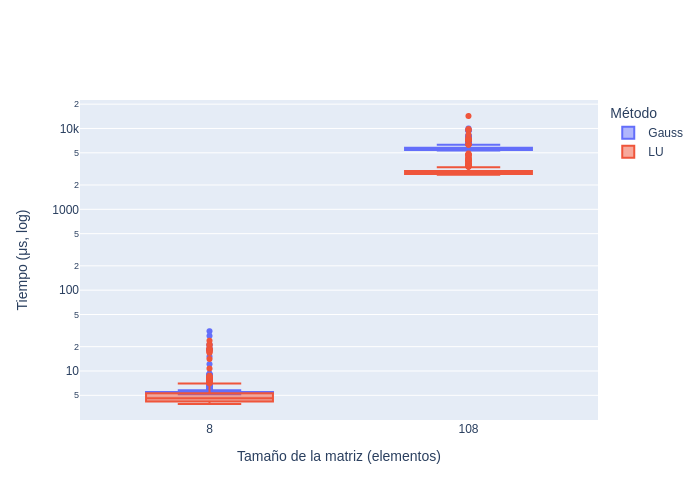 2
10k
5
2
1000
5
2
100
5
2
10
5
8
108
Tamaño de la matriz (elementos)
Tiempo (μs, log)
Método
Gauss
LU